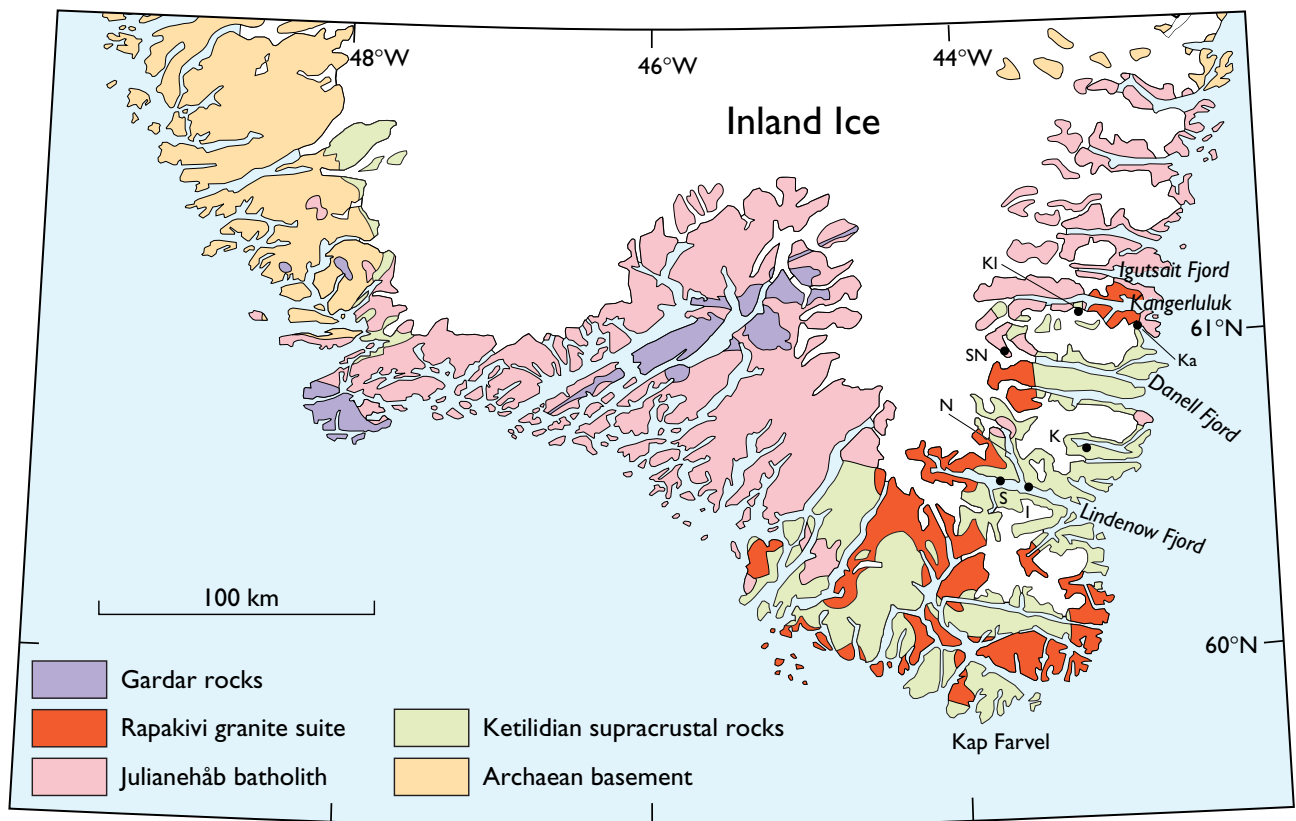 48°W
46°W
44°W
Inland Ice
KI
Igutsait Fjord
Kangerluluk
61°N
SN
Ka
Danell Fjord
N
K
S
I
Lindenow Fjord
100 km
60°N
Gardar rocks
Rapakivi granite suite
Ketilidian supracrustal rocks
Julianehåb batholith
Archaean basement
Kap Farvel